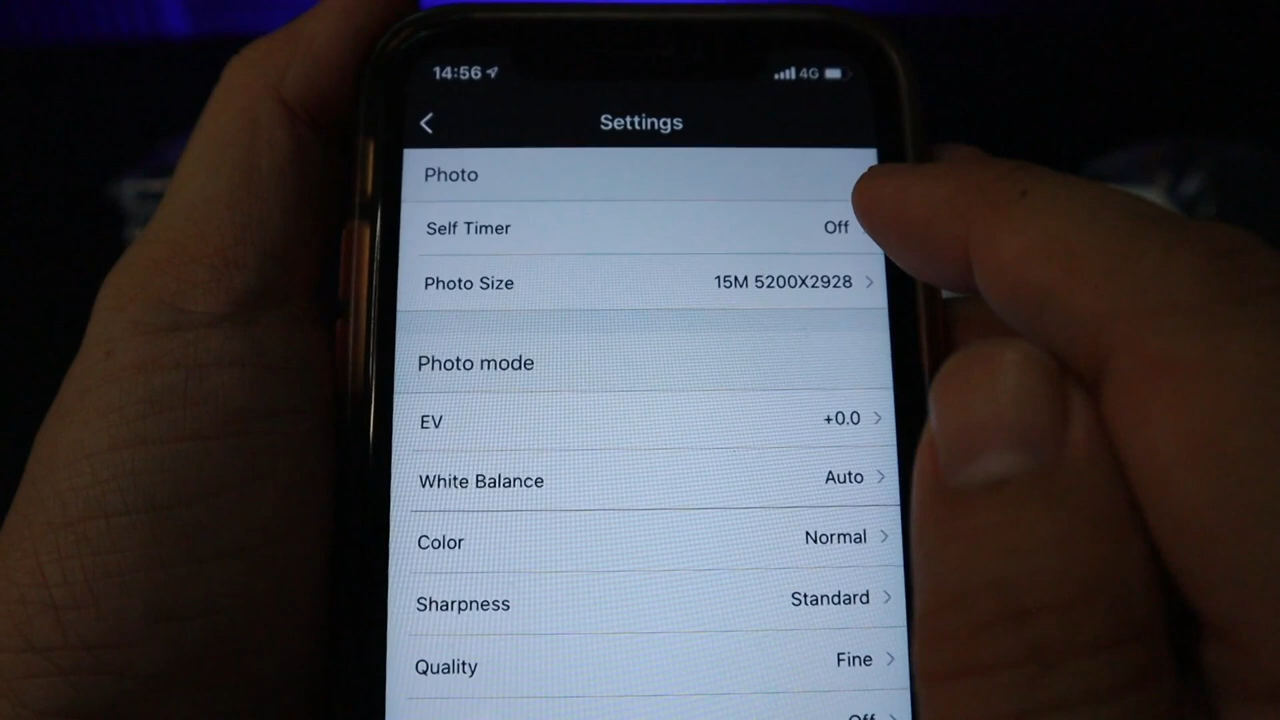 14:56 4G
Settings
Photo
Self Timer Off
Photo Size 15M 5200X2928
Photo mode
EV +0.0
White Balance Auto
Color Normal
Sharpness Standard
Quality Fine
Off